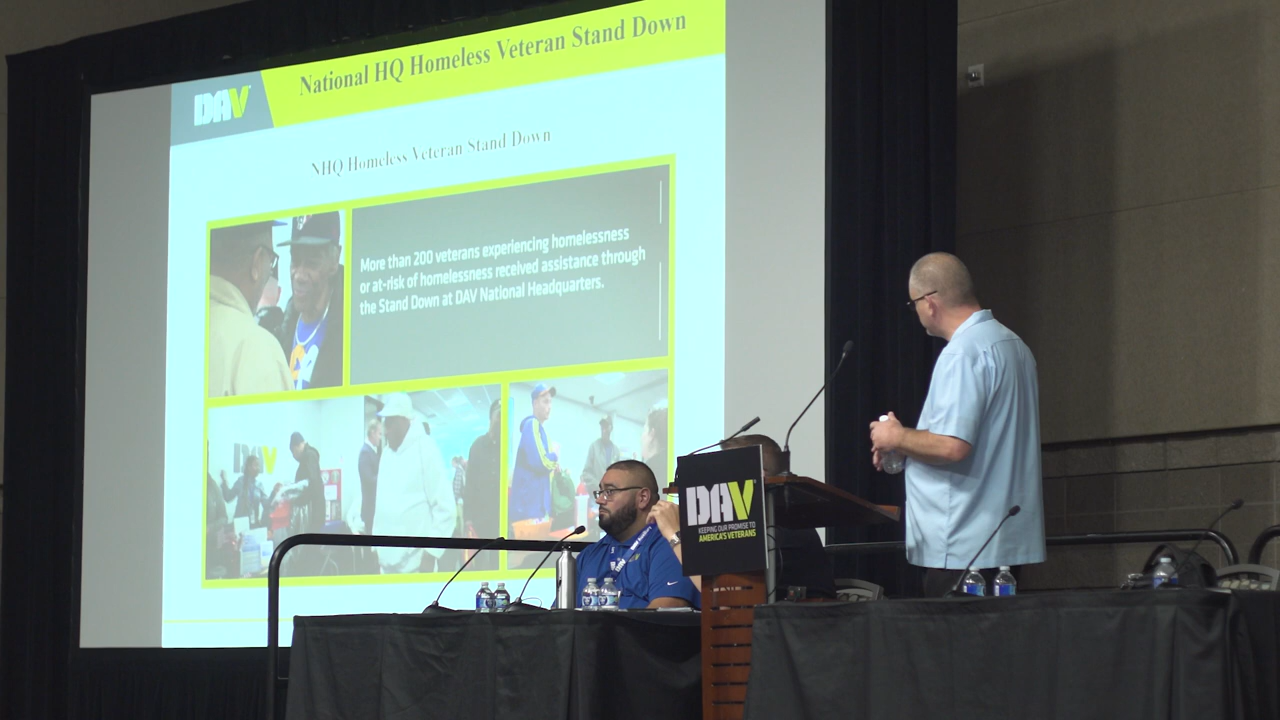 National HQ Homeless Veteran Stand Down
DAV
NHQ Homeless Veteran Stand Down
More than 200 veterans experiencing homelessness
or at-risk of homelessness received assistance through
the Stand Down at DAV National Headquarters.
DAV
DAV
KEEPING OUR PROMISE TO
AMERICA'S VETERANS